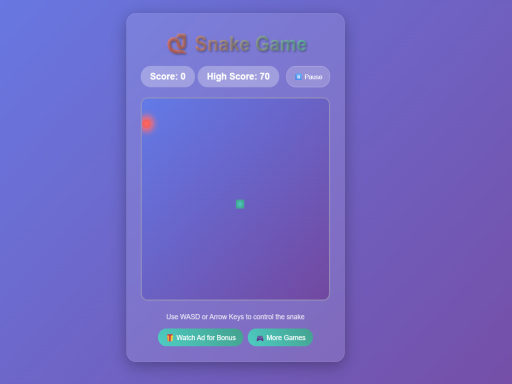 Snake Game
Score: 0
High Score: 70
Pause
Use WASD or Arrow Keys to control the snake
Watch Ad for Bonus
More Games